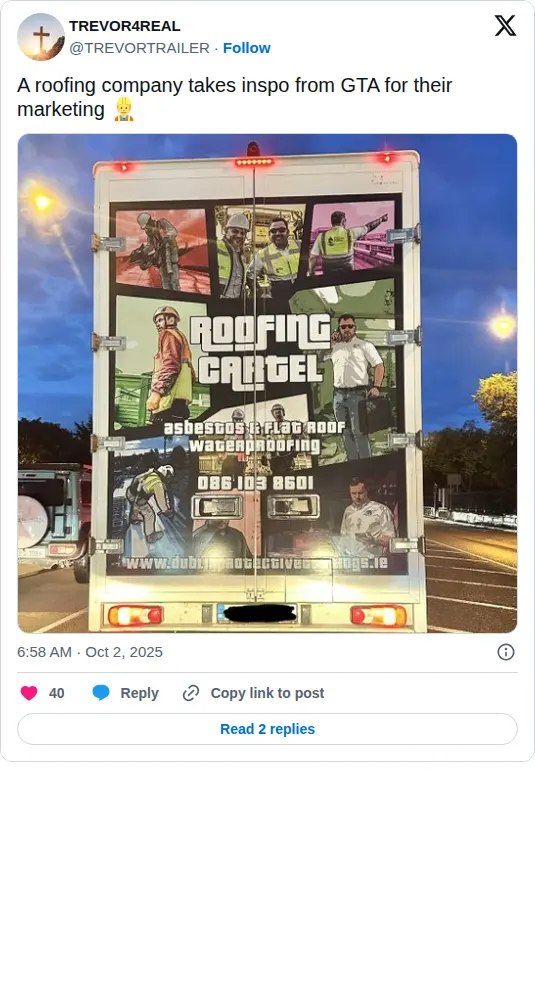 TREVOR4REAL
@TREVORTRAILER · Follow
A roofing company takes inspo from GTA for their
marketing 👷
ROOFING
CARTEL
asbestos & FLAT ROOF
WATERPROOFING
086 103 8601
6:58 AM · Oct 2, 2025
40 Reply Copy link to post
Read 2 replies